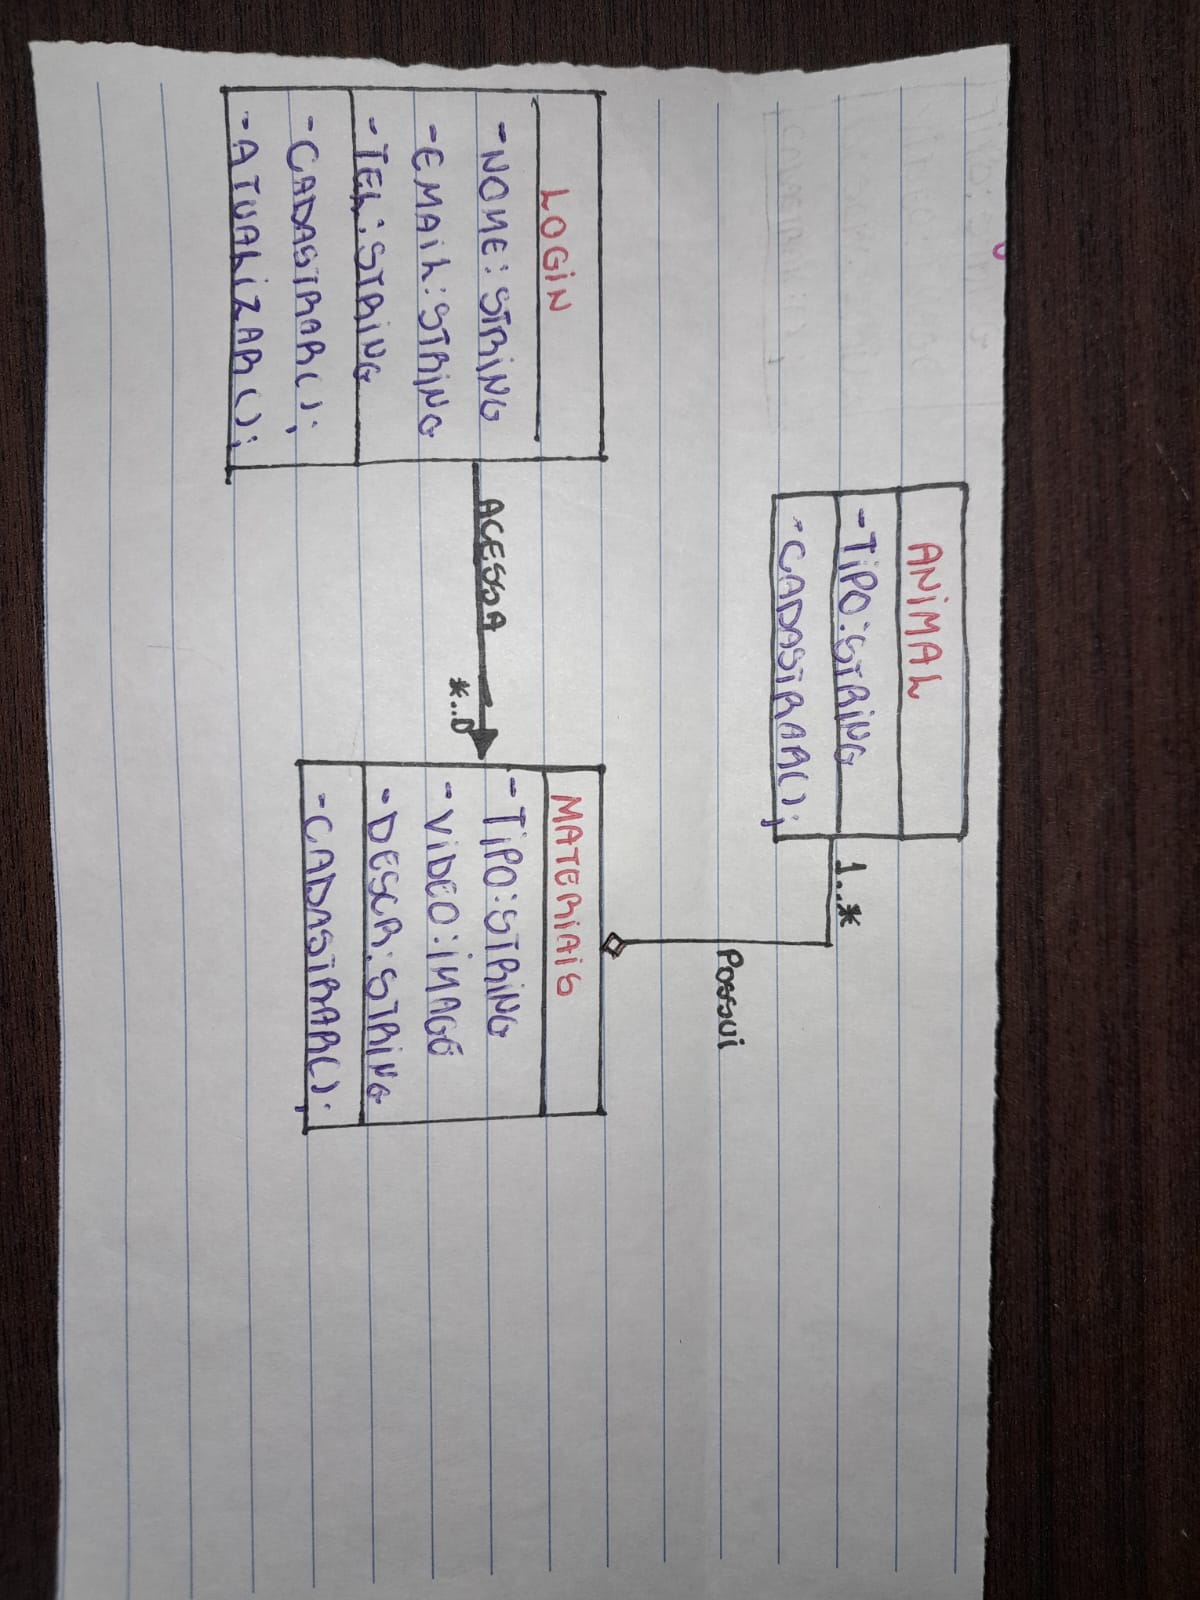 ANiMAL
-TiPO:STRiNG
-CADASTRAR();
1..*
POSSUi
LOGiN
-NOME:STRiNG
-EMAiL:STRiNG
-TEL:STRiNG
-CADASTRAR();
-ATUALiZAR();
ACESSA
*..0
MATERiAiS
-TiPO:STRiNG
-ViDEO:iMAGE
-DESCR:STRiNG
-CADASTRAR();